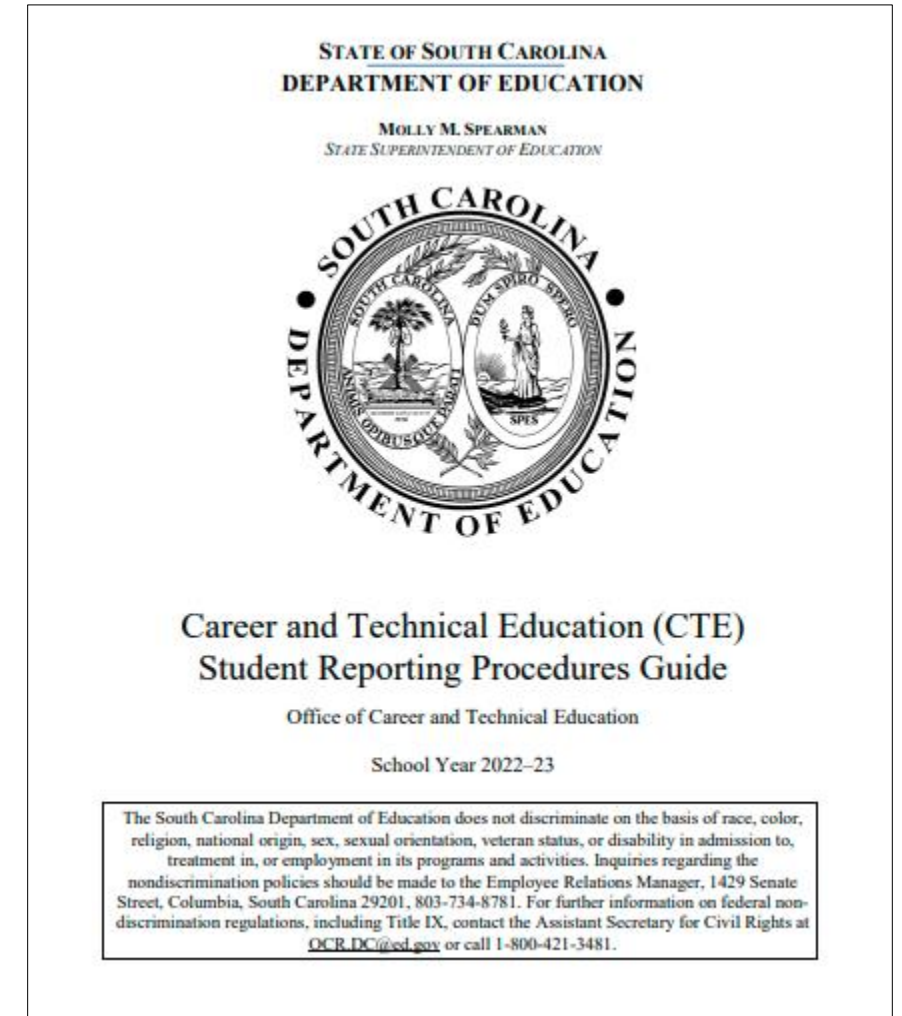 STATE OF SOUTH CAROLINA
DEPARTMENT OF EDUCATION
MOLLY M. SPEARMAN
STATE SUPERINTENDENT OF EDUCATION
SOUTH CAROLINA
DEPARTMENT OF EDUCATION
SOUTH CAROLINA
ANIMIS OPIBUSQUE PARATI
DUM SPIRO SPERO
SPES
Career and Technical Education (CTE)
Student Reporting Procedures Guide
Office of Career and Technical Education
School Year 2022–23
The South Carolina Department of Education does not discriminate on the basis of race, color,
religion, national origin, sex, sexual orientation, veteran status, or disability in admission to,
treatment in, or employment in its programs and activities. Inquiries regarding the
nondiscrimination policies should be made to the Employee Relations Manager, 1429 Senate
Street, Columbia, South Carolina 29201, 803-734-8781. For further information on federal non-
discrimination regulations, including Title IX, contact the Assistant Secretary for Civil Rights at
OCR.DC@ed.gov or call 1-800-421-3481.